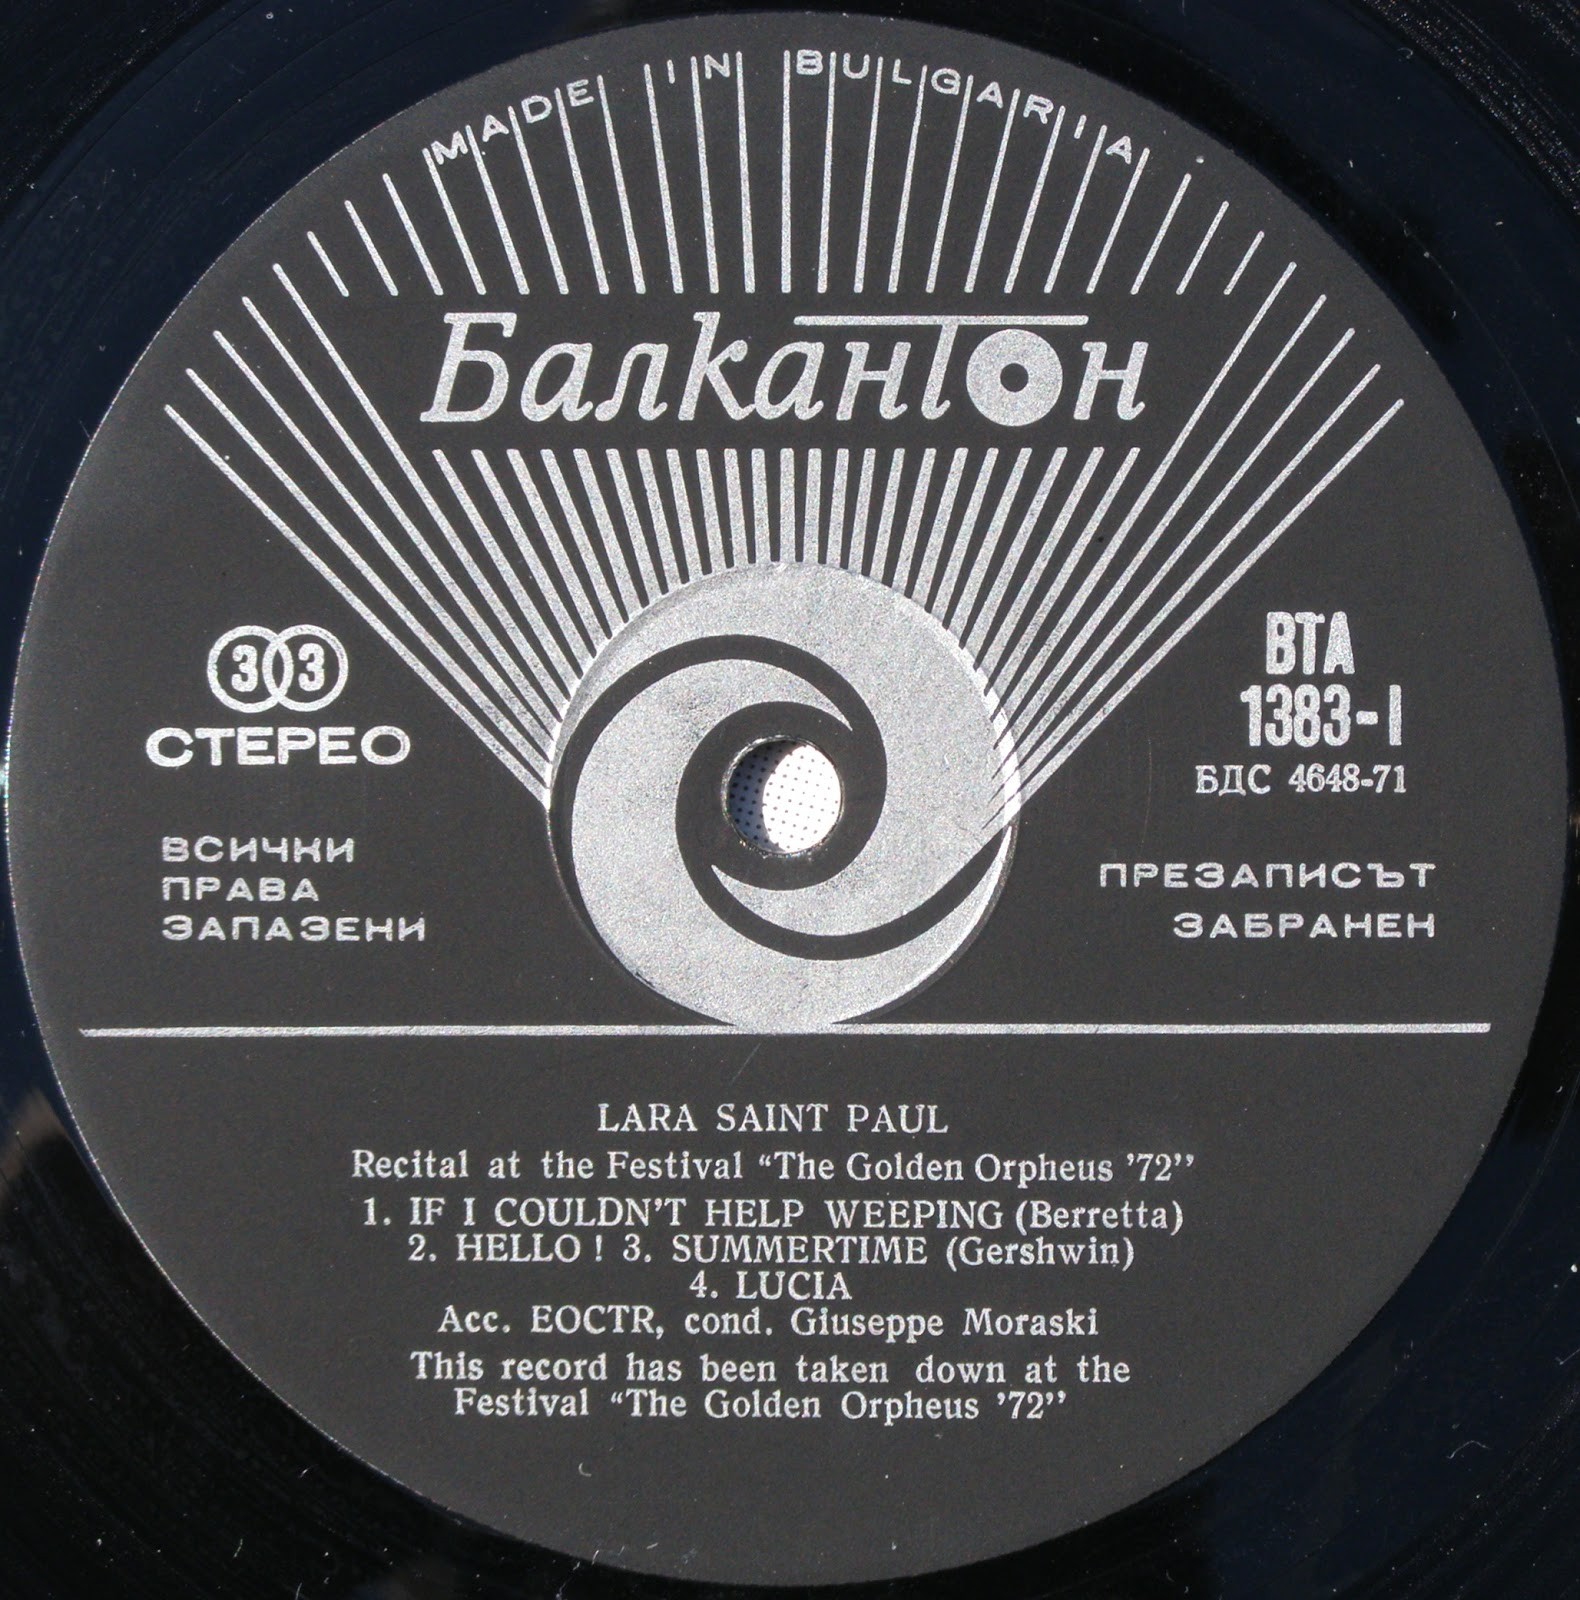 MADE IN BULGARIA
Балкантон
33
СТЕРЕО
ВТА
1383-I
БДС 4648-71
ВСИЧКИ
ПРАВА
ЗАПАЗЕНИ
ПРЕЗАПИСЪТ
ЗАБРАНЕН
LARA SAINT PAUL
Recital at the Festival “The Golden Orpheus ’72”
1. IF I COULDN’T HELP WEEPING (Berretta)
2. HELLO! 3. SUMMERTIME (Gershwin)
4. LUCIA
Acc. EOCTR, cond. Giuseppe Moraski
This record has been taken down at the
Festival “The Golden Orpheus ’72”